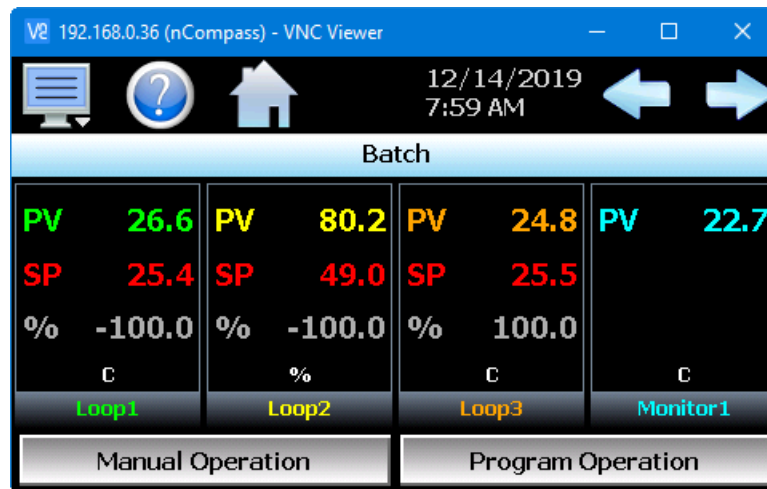 V2 192.168.0.36 (nCompass) - VNC Viewer
?
12/14/2019
7:59 AM
Batch
PV 26.6 PV 80.2 PV 24.8 PV 22.7
SP 25.4 SP 49.0 SP 25.5
% -100.0 % -100.0 % 100.0
C % C C
Loop1 Loop2 Loop3 Monitor1
Manual Operation Program Operation